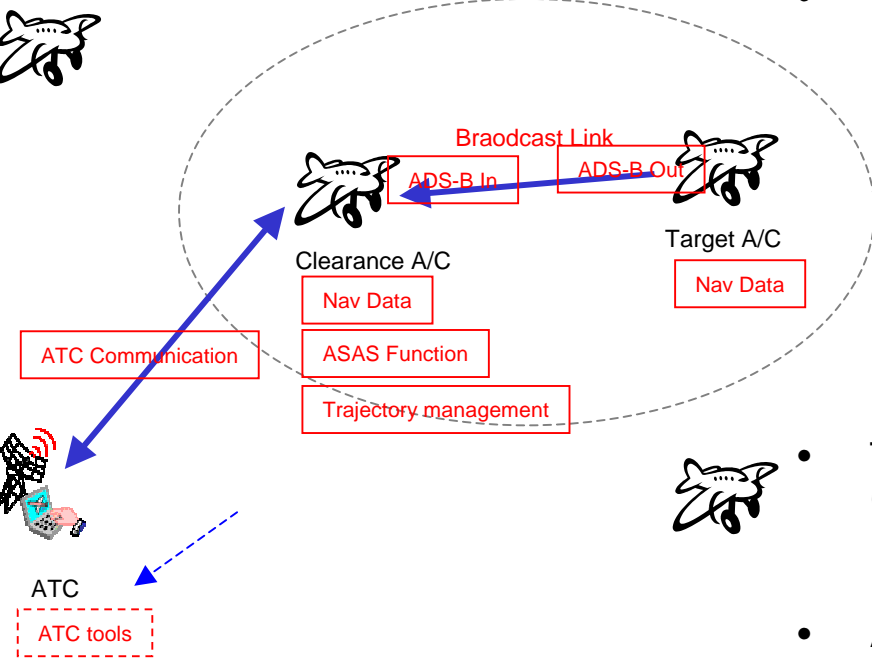 Braodcast Link
ADS-B In
ADS-B Out
Target A/C
Clearance A/C
Nav Data
Nav Data
ATC Communication
ASAS Function
Trajectory management
ATC
ATC tools